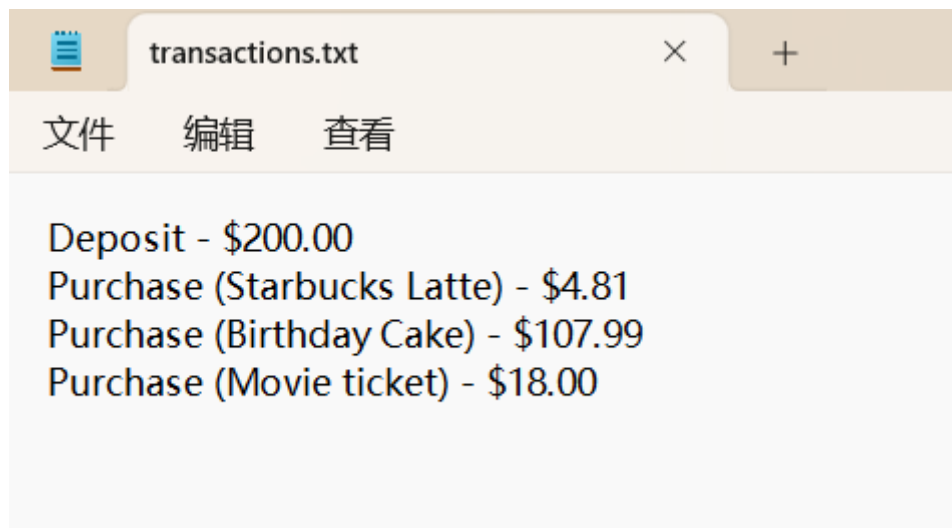 transactions.txt
文件 编辑 查看
Deposit - $200.00
Purchase (Starbucks Latte) - $4.81
Purchase (Birthday Cake) - $107.99
Purchase (Movie ticket) - $18.00